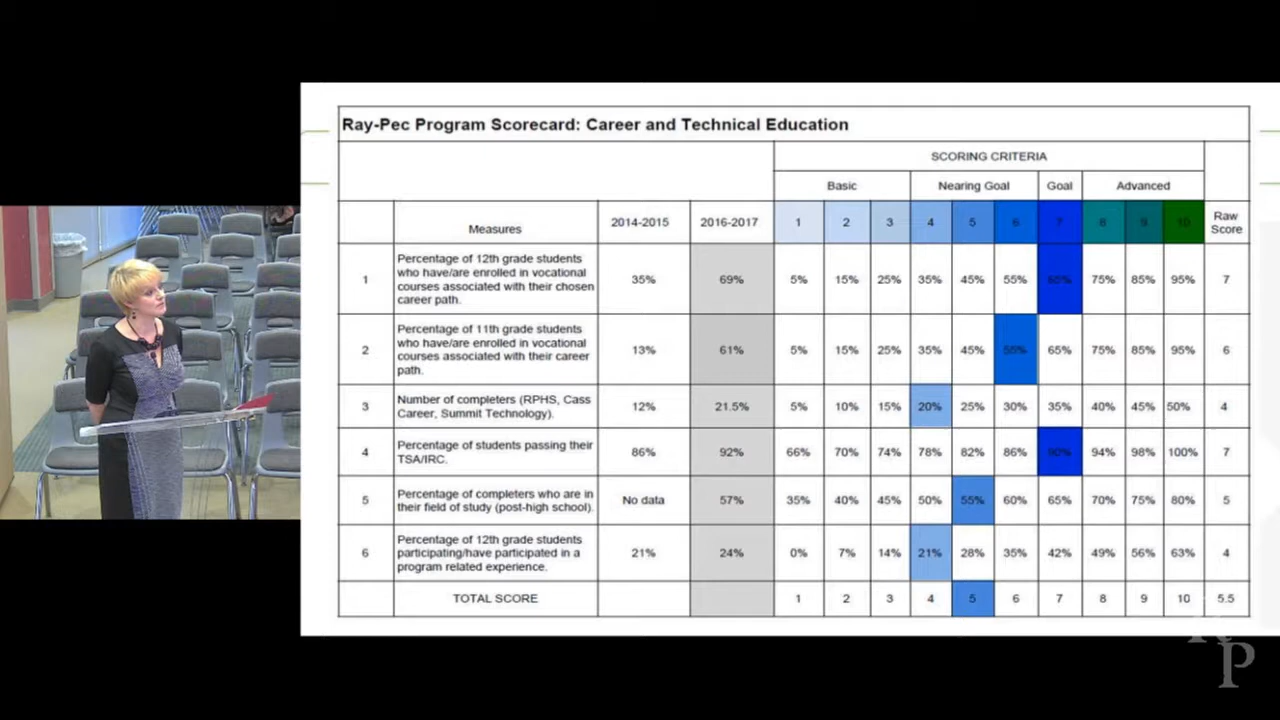 Ray-Pec Program Scorecard: Career and Technical Education
SCORING CRITERIA
Basic Nearing Goal Goal Advanced
Measures 2014-2015 2016-2017 1 2 3 4 5 6 7 8 9 10 Raw
Score
1 Percentage of 12th grade students
who have/are enrolled in vocational
courses associated with their chosen
career path.
35% 69% 5% 15% 25% 35% 45% 55% 65% 75% 85% 95% 7
2 Percentage of 11th grade students
who have/are enrolled in vocational
courses associated with their career
path.
13% 61% 5% 15% 25% 35% 45% 55% 65% 75% 85% 95% 6
3 Number of completers (RPHS, Cass
Career, Summit Technology).
12% 21.5% 5% 10% 15% 20% 25% 30% 35% 40% 45% 50% 4
4 Percentage of students passing their
TSA/IRC.
86% 92% 66% 70% 74% 78% 82% 86% 90% 94% 98% 100% 7
5 Percentage of completers who are in
their field of study (post-high school).
No data 57% 35% 40% 45% 50% 55% 60% 65% 70% 75% 80% 5
6 Percentage of 12th grade students
participating/have participated in a
program related experience.
21% 24% 0% 7% 14% 21% 28% 35% 42% 49% 56% 63% 4
TOTAL SCORE 1 2 3 4 5 6 7 8 9 10 5.5
R
P